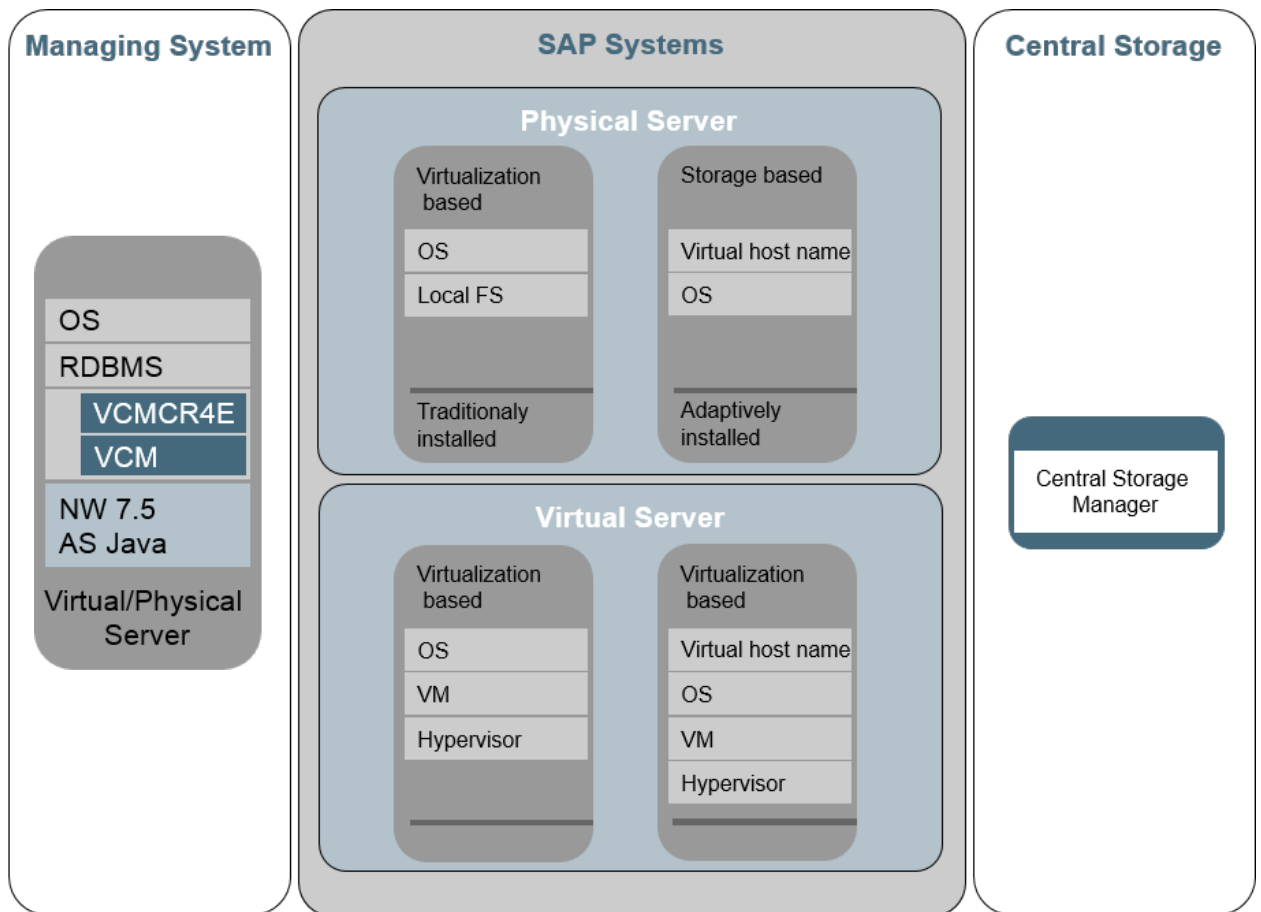 Managing System
OS
RDBMS
VCMCR4E
VCM
NW 7.5
AS Java
Virtual/Physical
Server
SAP Systems
Physical Server
Virtualization
based
OS
Local FS
Traditionaly
installed
Storage based
Virtual host name
OS
Adaptively
installed
Virtual Server
Virtualization
based
OS
VM
Hypervisor
Virtualization
based
Virtual host name
OS
VM
Hypervisor
Central Storage
Central Storage
Manager